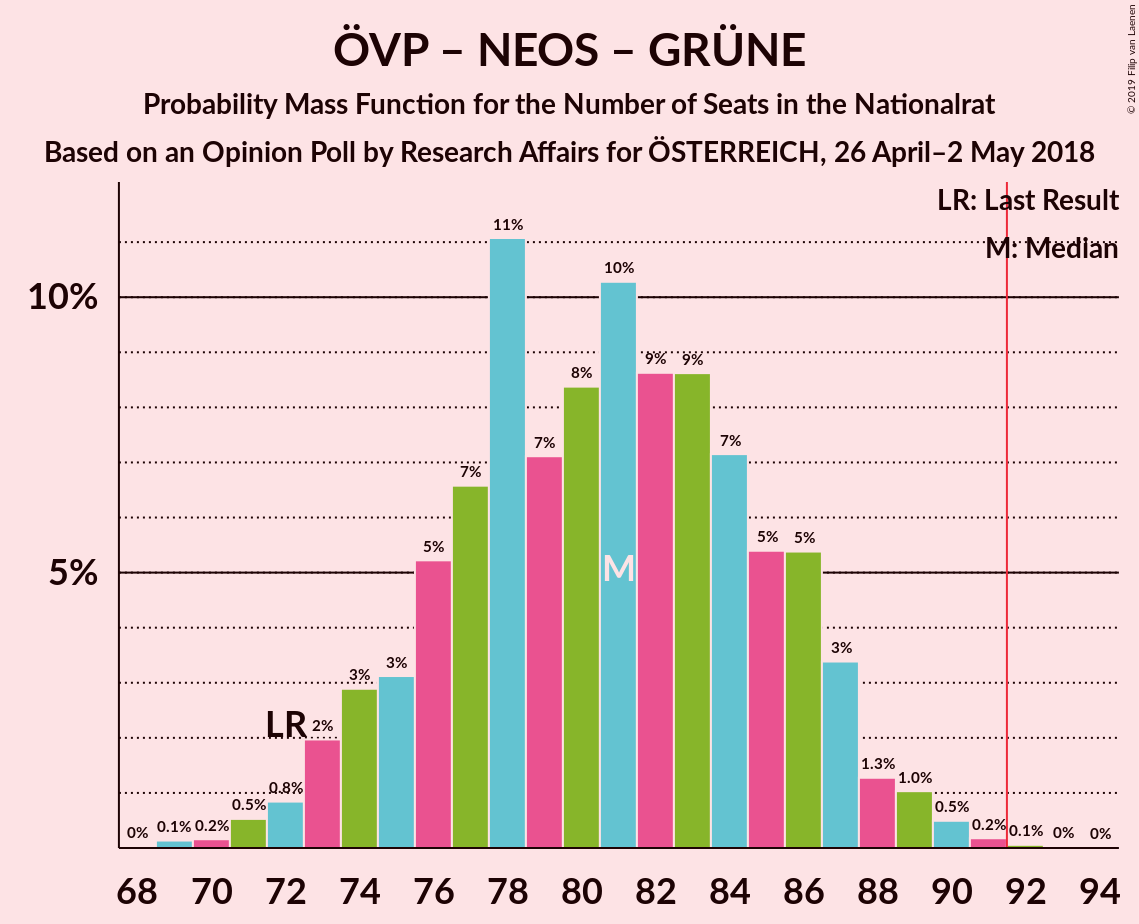 ÖVP – NEOS – GRÜNE
Probability Mass Function for the Number of Seats in the Nationalrat
Based on an Opinion Poll by Research Affairs for ÖSTERREICH, 26 April–2 May 2018
© 2019 Filip van Laenen
LR: Last Result
M: Median
10%
5%
0% 0.1% 0.2% 0.5% 0.8% 2% 3% 3% 5% 7% 11% 7% 8% 10% 9% 9% 7% 5% 5% 3% 1.3% 1.0% 0.5% 0.2% 0.1% 0% 0%
LR
M
68 70 72 74 76 78 80 82 84 86 88 90 92 94